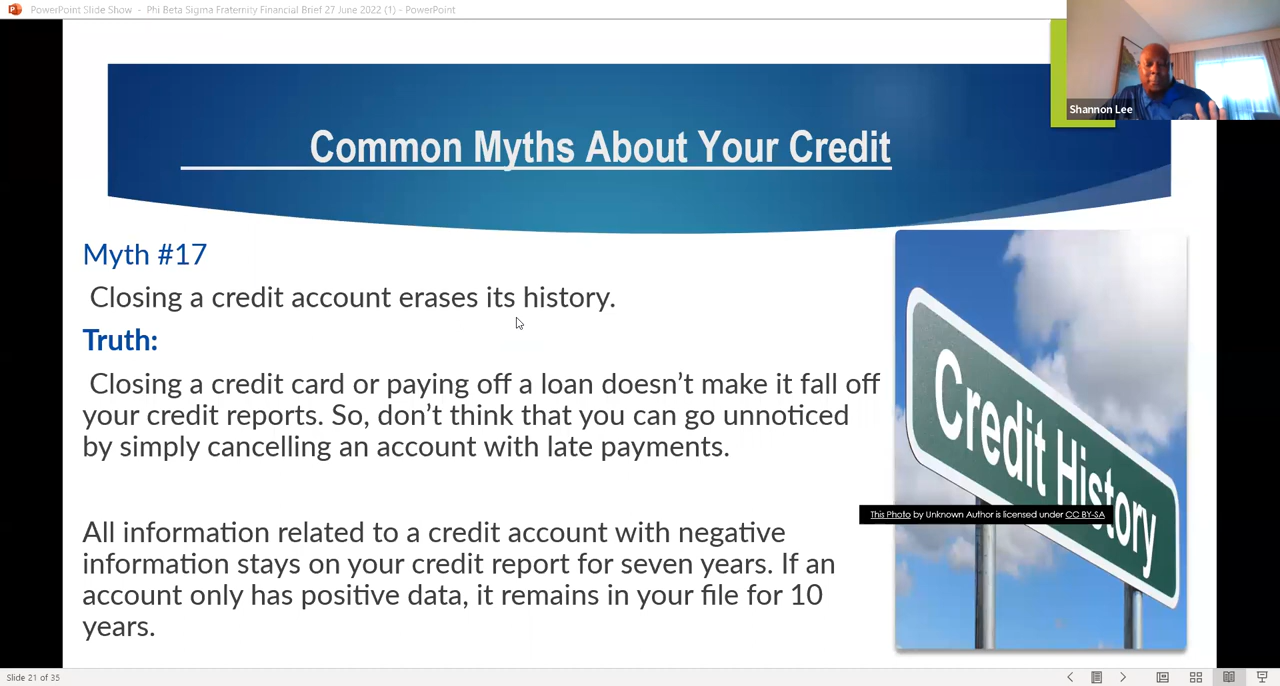 PowerPoint Slide Show - Phi Beta Sigma Fraternity Financial Brief 27 June 2022 (1) - PowerPoint
Shannon Lee
Common Myths About Your Credit
Myth #17
Closing a credit account erases its history.
Truth:
Closing a credit card or paying off a loan doesn't make it fall off
your credit reports. So, don't think that you can go unnoticed
by simply cancelling an account with late payments.
All information related to a credit account with negative
information stays on your credit report for seven years. If an
account only has positive data, it remains in your file for 10
years.
Credit History
This Photo by Unknown Author is licensed under CC BY-SA
Slide 21 of 35